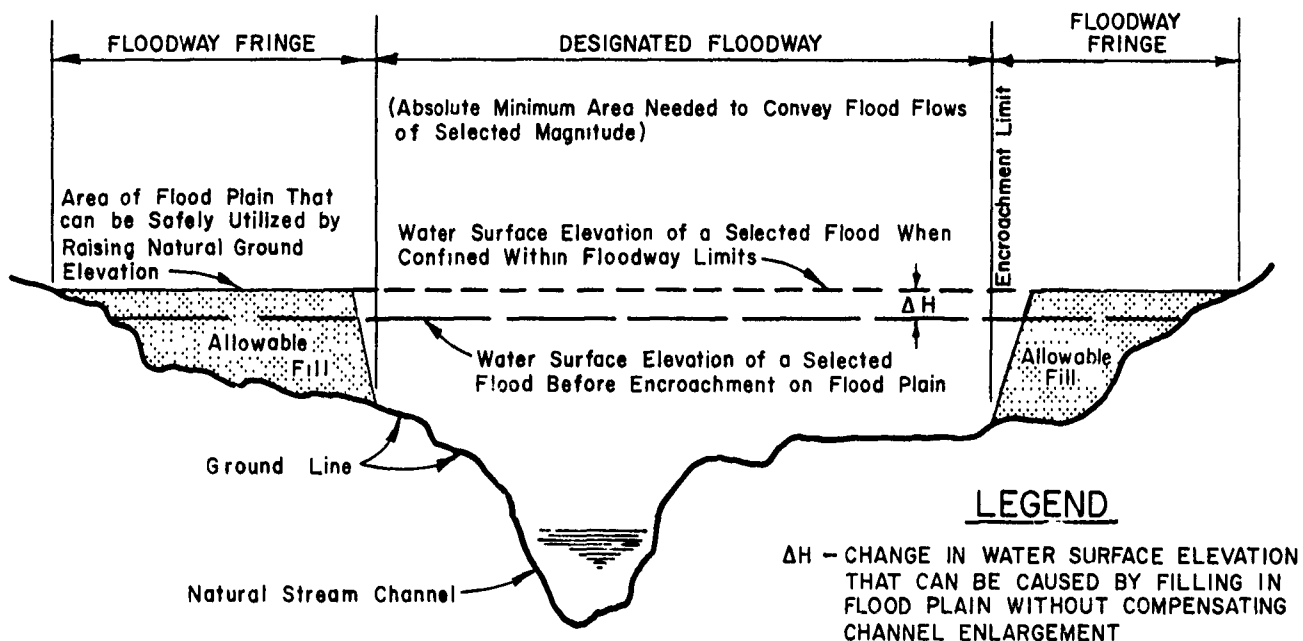 FLOODWAY FRINGE
DESIGNATED FLOODWAY
FLOODWAY
FRINGE
(Absolute Minimum Area Needed to Convey Flood Flows
of Selected Magnitude)
Encroachment Limit
Area of Flood Plain That
can be Safely Utilized by
Raising Natural Ground
Elevation
Water Surface Elevation of a Selected Flood When
Confined Within Floodway Limits
Δ H
Allowable
Fill
Water Surface Elevation of a Selected
Flood Before Encroachment on Flood Plain
Allowable
Fill
Ground Line
Natural Stream Channel
LEGEND
ΔH – CHANGE IN WATER SURFACE ELEVATION
THAT CAN BE CAUSED BY FILLING IN
FLOOD PLAIN WITHOUT COMPENSATING
CHANNEL ENLARGEMENT